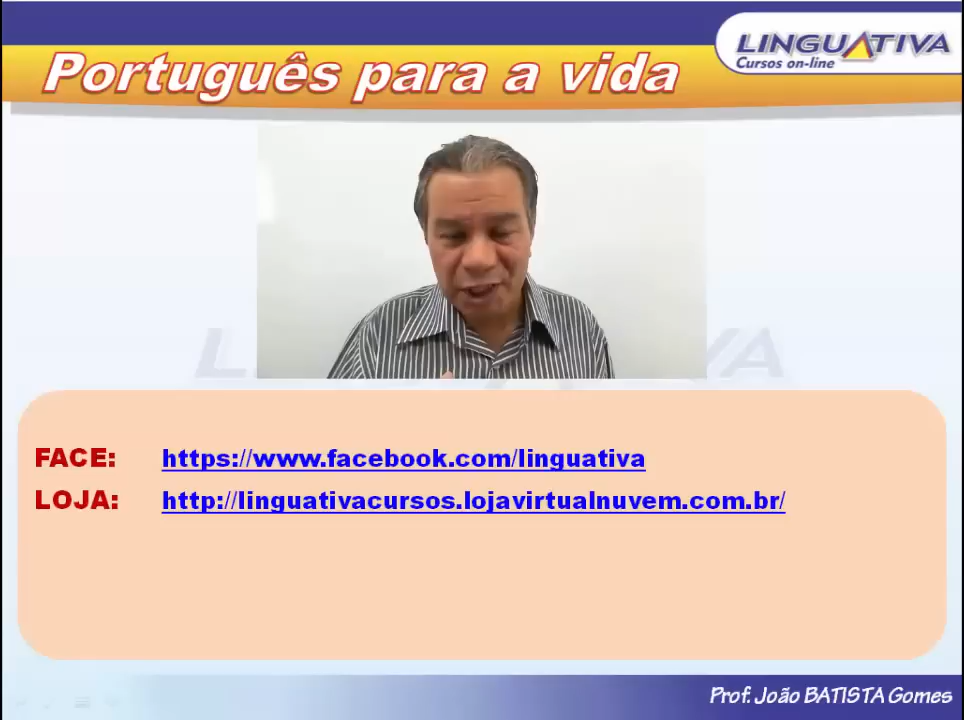 LINGUATIVA
Cursos on-line
Português para a vida
LINGUATIVA
FACE: https://www.facebook.com/linguativa
LOJA: http://linguativacursos.lojavirtualnuvem.com.br/
Prof. João BATISTA Gomes